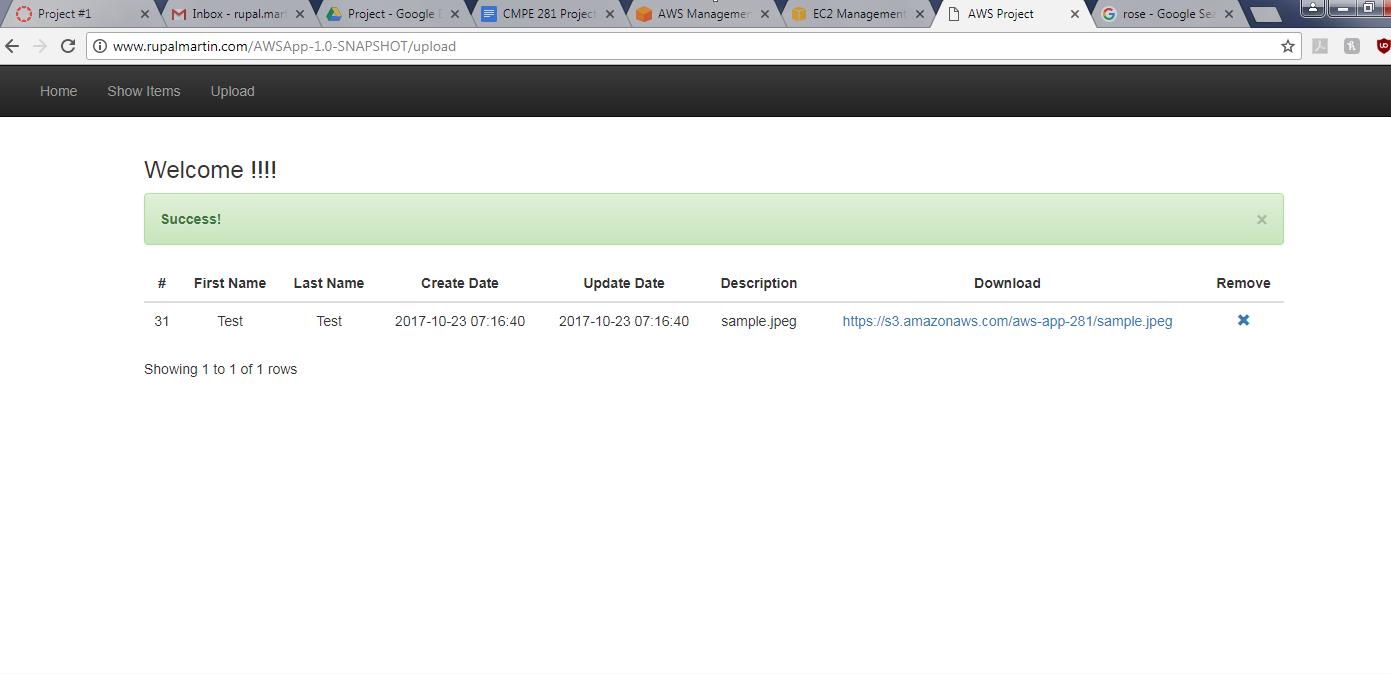 Project #1 Inbox - rupal.mar Project - Google D CMPE 281 Project AWS Managemen EC2 Management AWS Project rose - Google Sea
www.rupalmartin.com/AWSApp-1.0-SNAPSHOT/upload
Home Show Items Upload
Welcome !!!!
Success! ×
# First Name Last Name Create Date Update Date Description Download Remove
31 Test Test 2017-10-23 07:16:40 2017-10-23 07:16:40 sample.jpeg https://s3.amazonaws.com/aws-app-281/sample.jpeg
Showing 1 to 1 of 1 rows